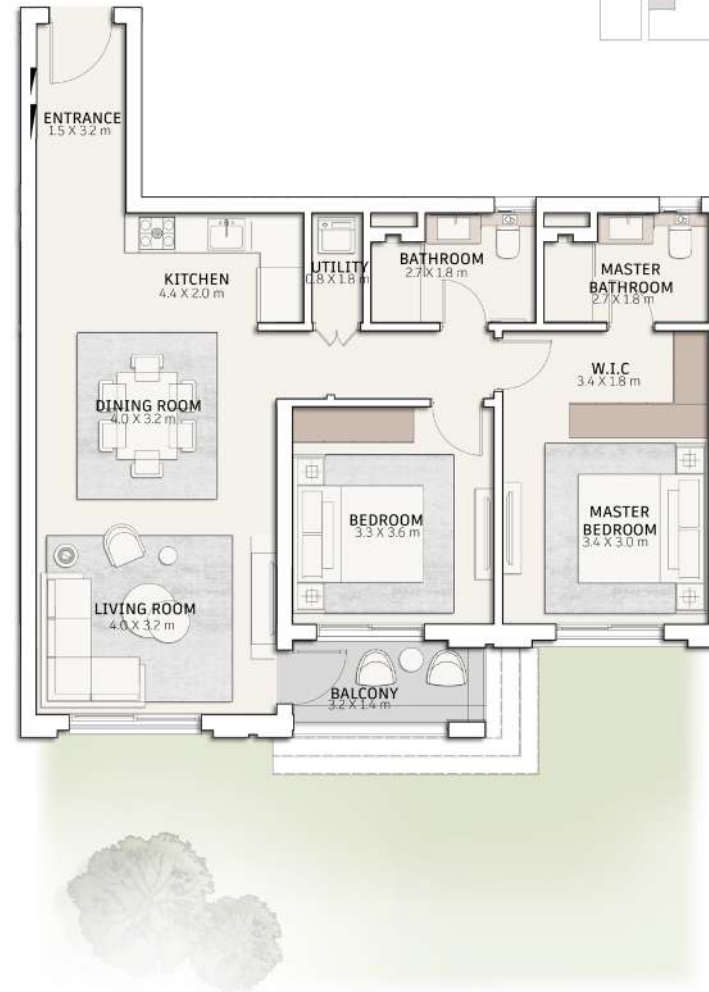 ENTRANCE
1.5 X 3.2 m
KITCHEN
4.4 X 2.0 m
UTILITY
0.8 X 1.8 m
BATHROOM
2.7 X 1.8 m
MASTER
BATHROOM
2.7 X 1.8 m
W.I.C
3.4 X 1.8 m
DINING ROOM
4.0 X 3.2 m
BEDROOM
3.3 X 3.6 m
MASTER
BEDROOM
3.4 X 3.0 m
LIVING ROOM
4.0 X 3.2 m
BALCONY
3.2 X 1.4 m